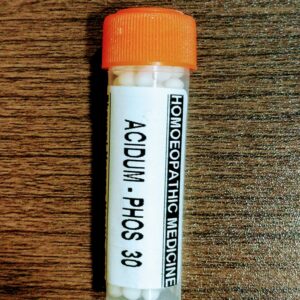 HOMOEOPATHIC MEDICINE
ACIDUM - PHOS 30